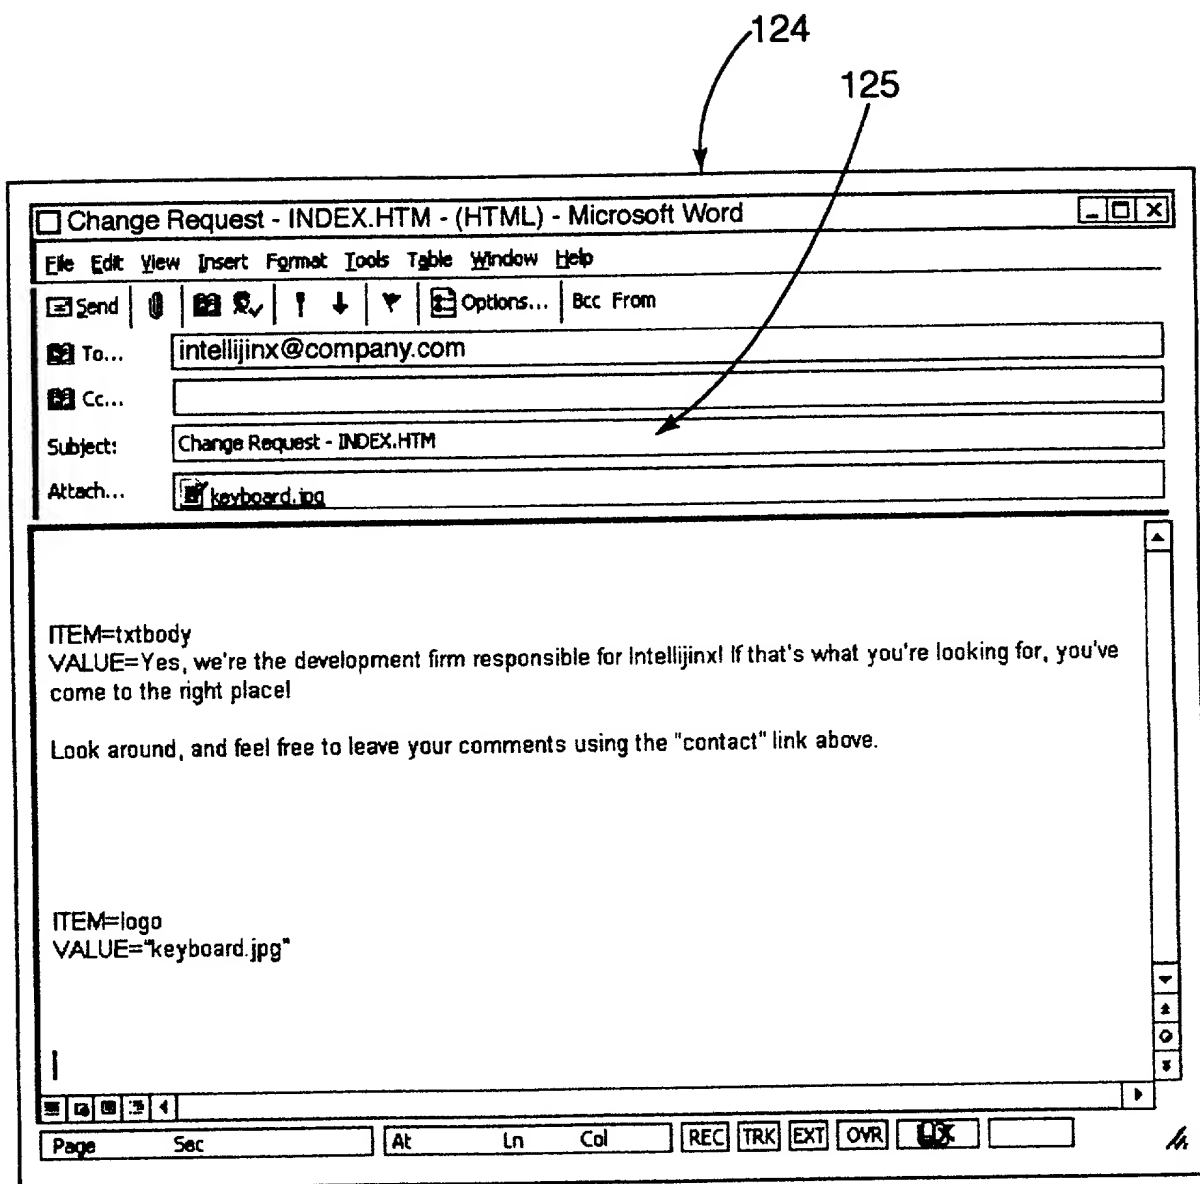 124
125
Change Request - INDEX.HTM - (HTML) - Microsoft Word
File Edit View Insert Format Tools Table Window Help
Send Options... Bcc From
To... intellijinx@company.com
Cc...
Subject: Change Request - INDEX.HTM
Attach... keyboard.jpg
ITEM=txtbody
VALUE=Yes, we're the development firm responsible for Intellijinx! If that's what you're looking for, you've
come to the right place!
Look around, and feel free to leave your comments using the "contact" link above.
ITEM=logo
VALUE="keyboard.jpg"
Page Sec At Ln Col REC TRK EXT OVR